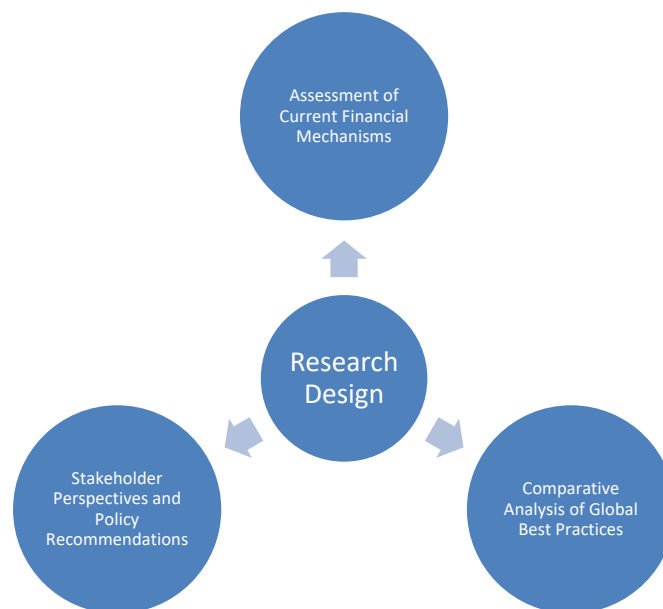 Assessment of
Current Financial
Mechanisms
Research
Design
Stakeholder
Perspectives and
Policy
Recommendations
Comparative
Analysis of Global
Best Practices